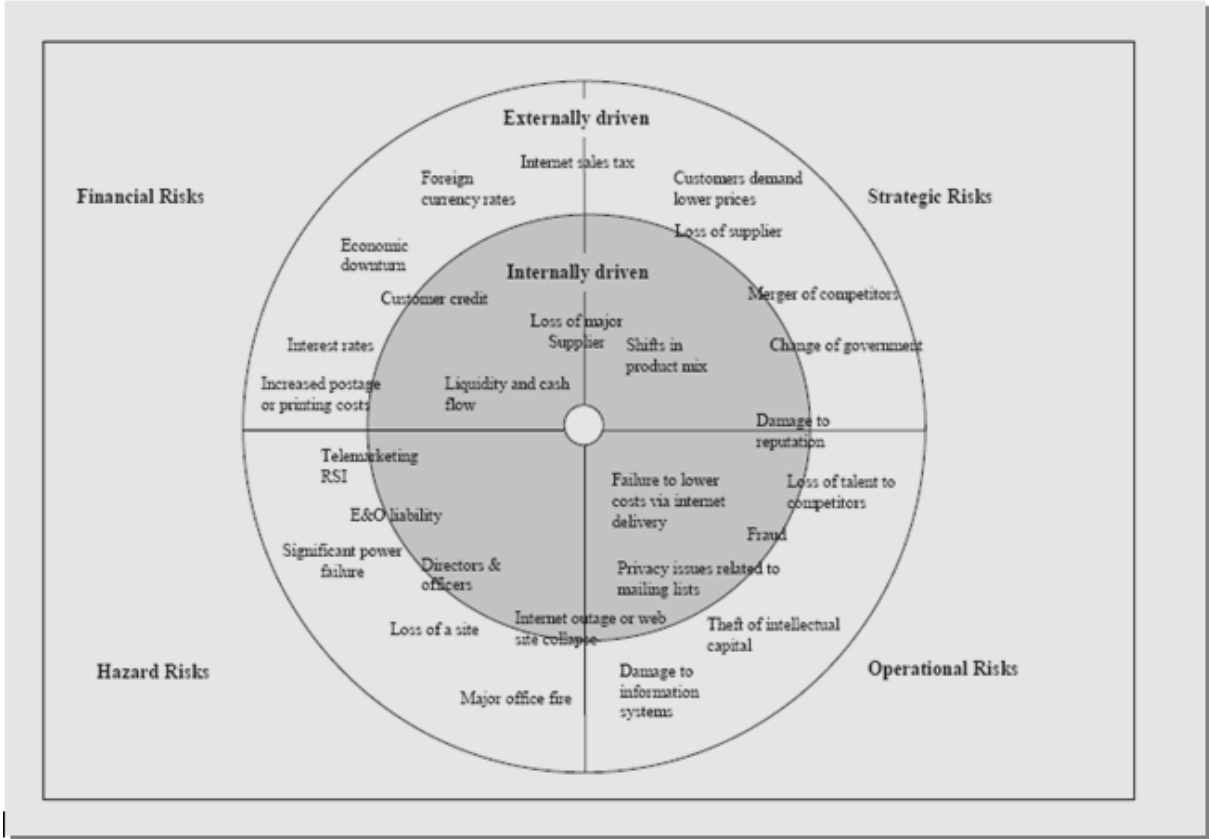 Externally driven
Internet sales tax
Foreign
currency rates
Customers demand
lower prices
Financial Risks
Strategic Risks
Loss of supplier
Economic
downturn
Internally driven
Customer credit
Merger of competitors
Loss of major
Supplier
Shifts in
product mix
Interest rates
Change of government
Increased postage
or printing costs
Liquidity and cash
flow
Damage to
reputation
Telemarketing
RSI
Failure to lower
costs via internet
delivery
Loss of talent to
competitors
E&O liability
Fraud
Significant power
failure
Directors &
officers
Privacy issues related to
mailing lists
Internet outage or web
site collapse
Loss of a site
Theft of intellectual
capital
Hazard Risks
Operational Risks
Major office fire
Damage to
information
systems